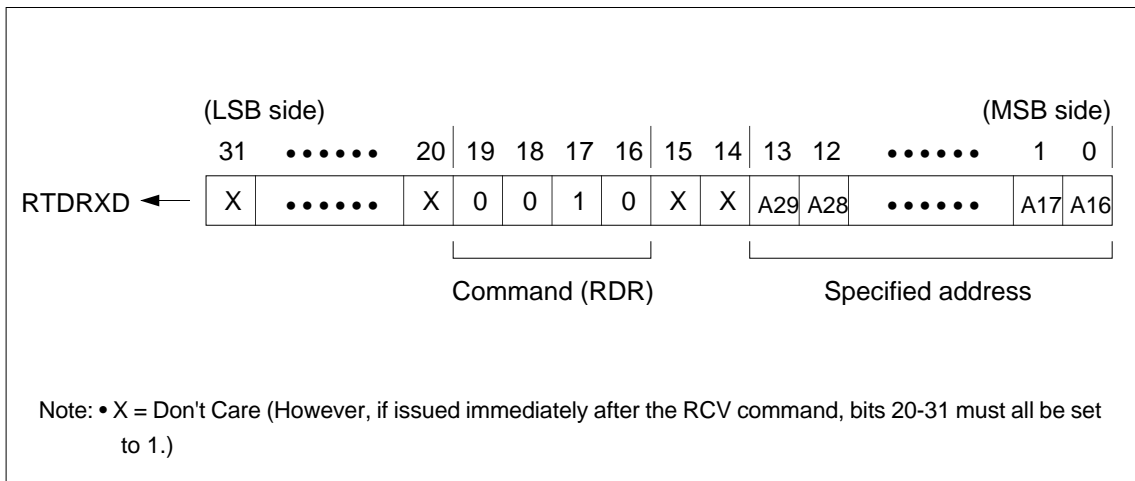 (LSB side) (MSB side)
31 •••••• 20 19 18 17 16 15 14 13 12 •••••• 1 0
RTDRXD X •••••• X 0 0 1 0 X X A29 A28 •••••• A17 A16
Command (RDR) Specified address
Note: • X = Don't Care (However, if issued immediately after the RCV command, bits 20-31 must all be set
to 1.)